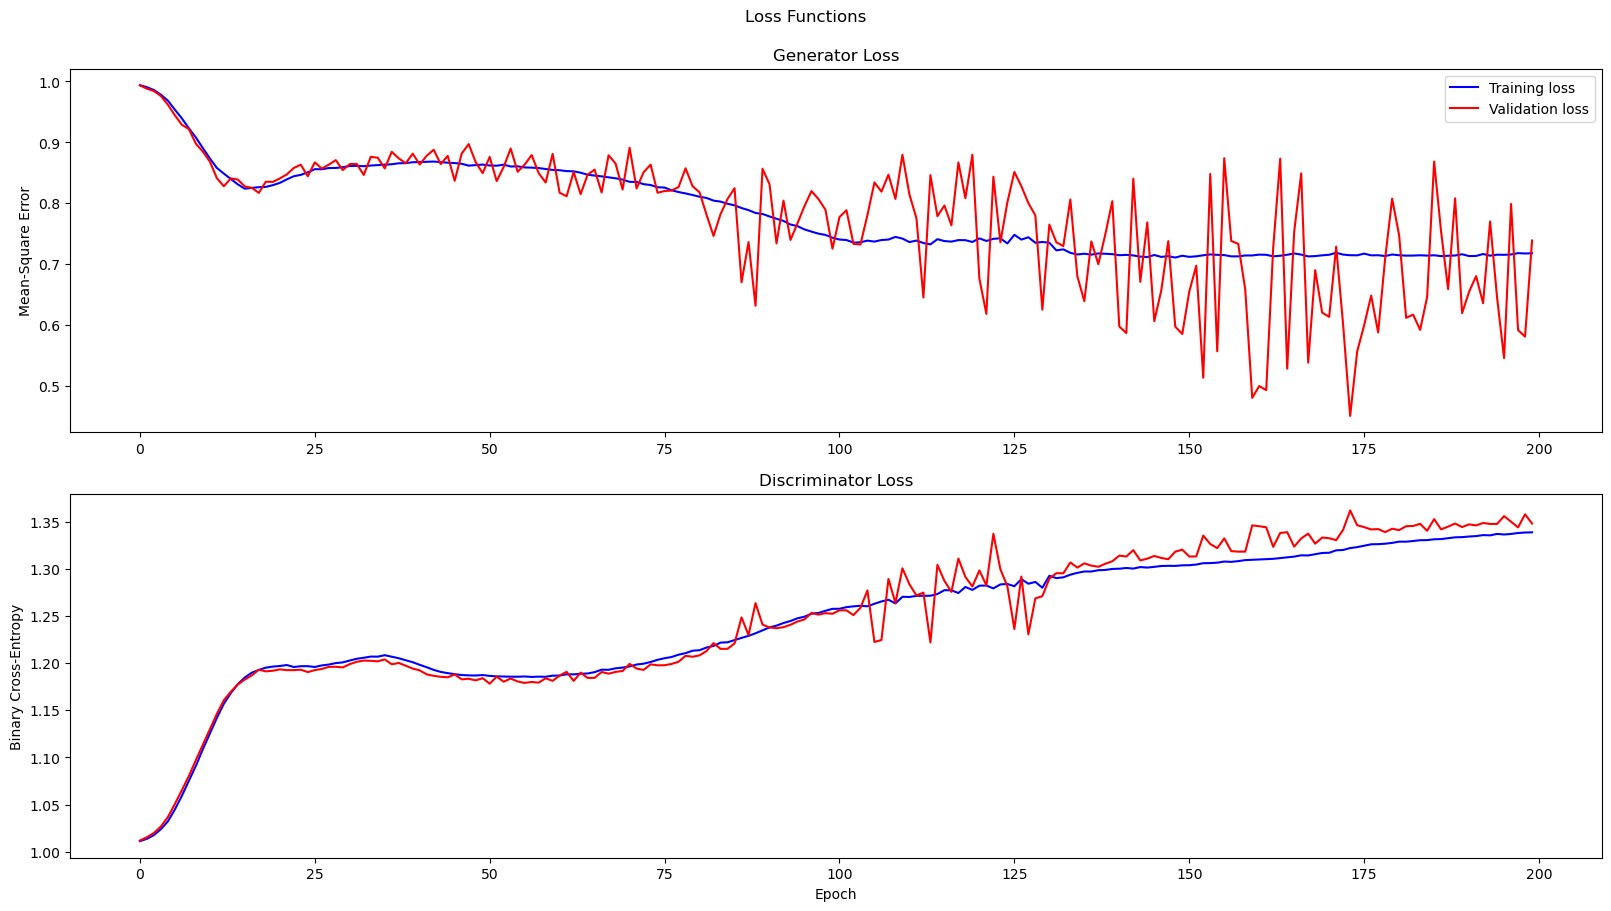 Loss Functions
Generator Loss
Mean-Square Error
1.0
0.9
0.8
0.7
0.6
0.5
Training loss
Validation loss
0 25 50 75 100 125 150 175 200
Discriminator Loss
Binary Cross-Entropy
1.35
1.30
1.25
1.20
1.15
1.10
1.05
1.00
0 25 50 75 100 125 150 175 200
Epoch